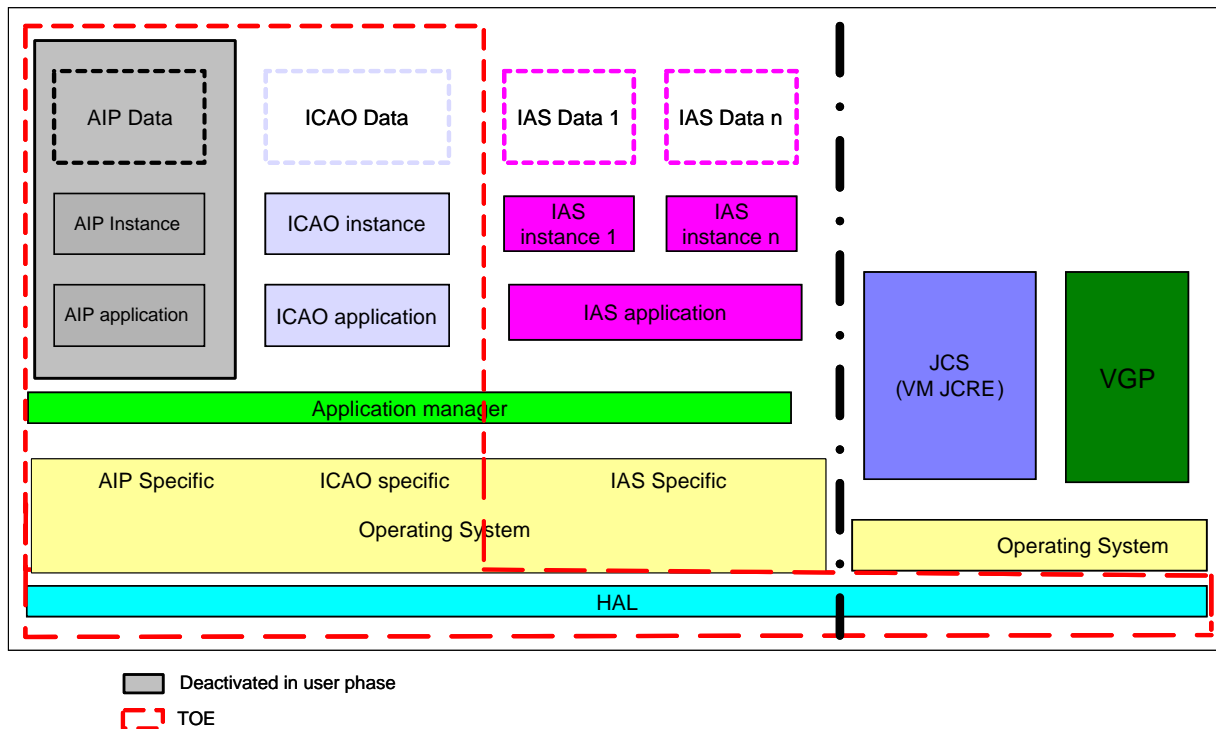 AIP Data
ICAO Data
IAS Data 1
IAS Data n
AIP Instance
ICAO instance
IAS
instance 1
IAS
instance n
AIP application
ICAO application
IAS application
JCS
(VM JCRE)
VGP
Application manager
AIP Specific
ICAO specific
IAS Specific
Operating System
Operating System
HAL
Deactivated in user phase
TOE